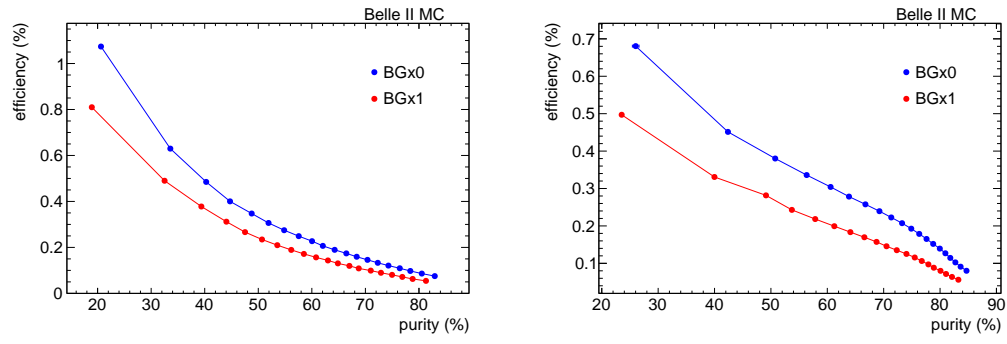 Belle II MC
efficiency (%)
1
0.8
0.6
0.4
0.2
0
BGx0
BGx1
20 30 40 50 60 70 80
purity (%)
Belle II MC
efficiency (%)
0.7
0.6
0.5
0.4
0.3
0.2
0.1
BGx0
BGx1
20 30 40 50 60 70 80 90
purity (%)